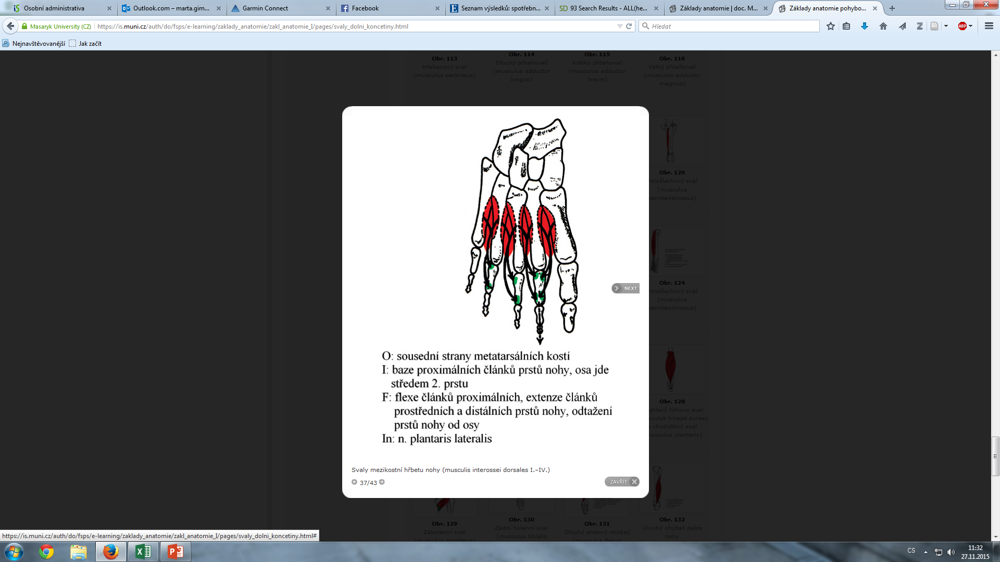 Osobní administrativa
Outlook.com – marta.gim...
Garmin Connect
Facebook
Seznam výsledků: spotřebn...
SD 93 Search Results - ALL(he...
Základy anatomie | doc. M...
Základy anatomie pohybo...
Masaryk University (CZ)
https://is.muni.cz/auth/do/fsps/e-learning/zaklady_anatomie/zakl_anatomie_I/pages/svaly_dolni_koncetiny.html
Hledat
ABP
Nejnavštěvovanější
Jak začít
Obr. 113
Hřebenový sval
(musculus pectineus)
Obr. 114
Dlouhý přitahovač
(musculus adductor
longus)
Obr. 115
Krátký přitahovač
(musculus adductor
brevis)
Obr. 116
Velký přitahovač
(musculus adductor
magnus)
Obr. 120
Pološlachový sval
(musculus
semitendinosus)
Obr. 124
Pološlachový sval
(musculus
semitendinosus)
Obr. 128
jhlavý lýtkový sval
sculus triceps surae)
chodidlový sval
musculus plantaris)
NEXT
O: sousední strany metatarsálních kostí
I: baze proximálních článků prstů nohy, osa jde
středem 2. prstu
F: flexe článků proximálních, extenze článků
prostředních a distálních prstů nohy, odtažení
prstů nohy od osy
In: n. plantaris lateralis
Svaly mezikostní hřbetu nohy (musculis interossei dorsales I.–IV.)
37/43
ZAVŘÍT
Obr. 129
Zákolenní sval
(musculus popliteus)
Obr. 130
Zadní holenní sval
(musculus tibialis
Obr. 131
Dlouhý prstový ohybač
(musculus flexor
Obr. 132
Dlouhý ohybač palce
nohy
https://is.muni.cz/auth/do/fsps/e-learning/zaklady_anatomie/zakl_anatomie_I/pages/svaly_dolni_koncetiny.html#
CS
11:32
27.11.2015